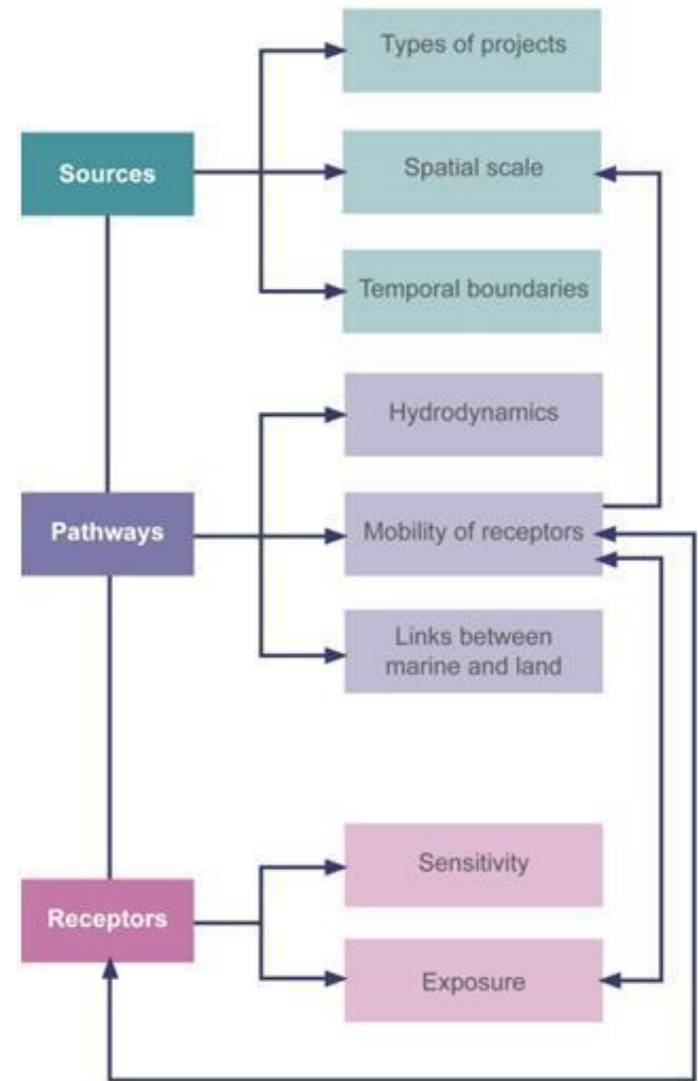 Types of projects
Sources
Spatial scale
Temporal boundaries
Hydrodynamics
Pathways
Mobility of receptors
Links between
marine and land
Sensitivity
Receptors
Exposure